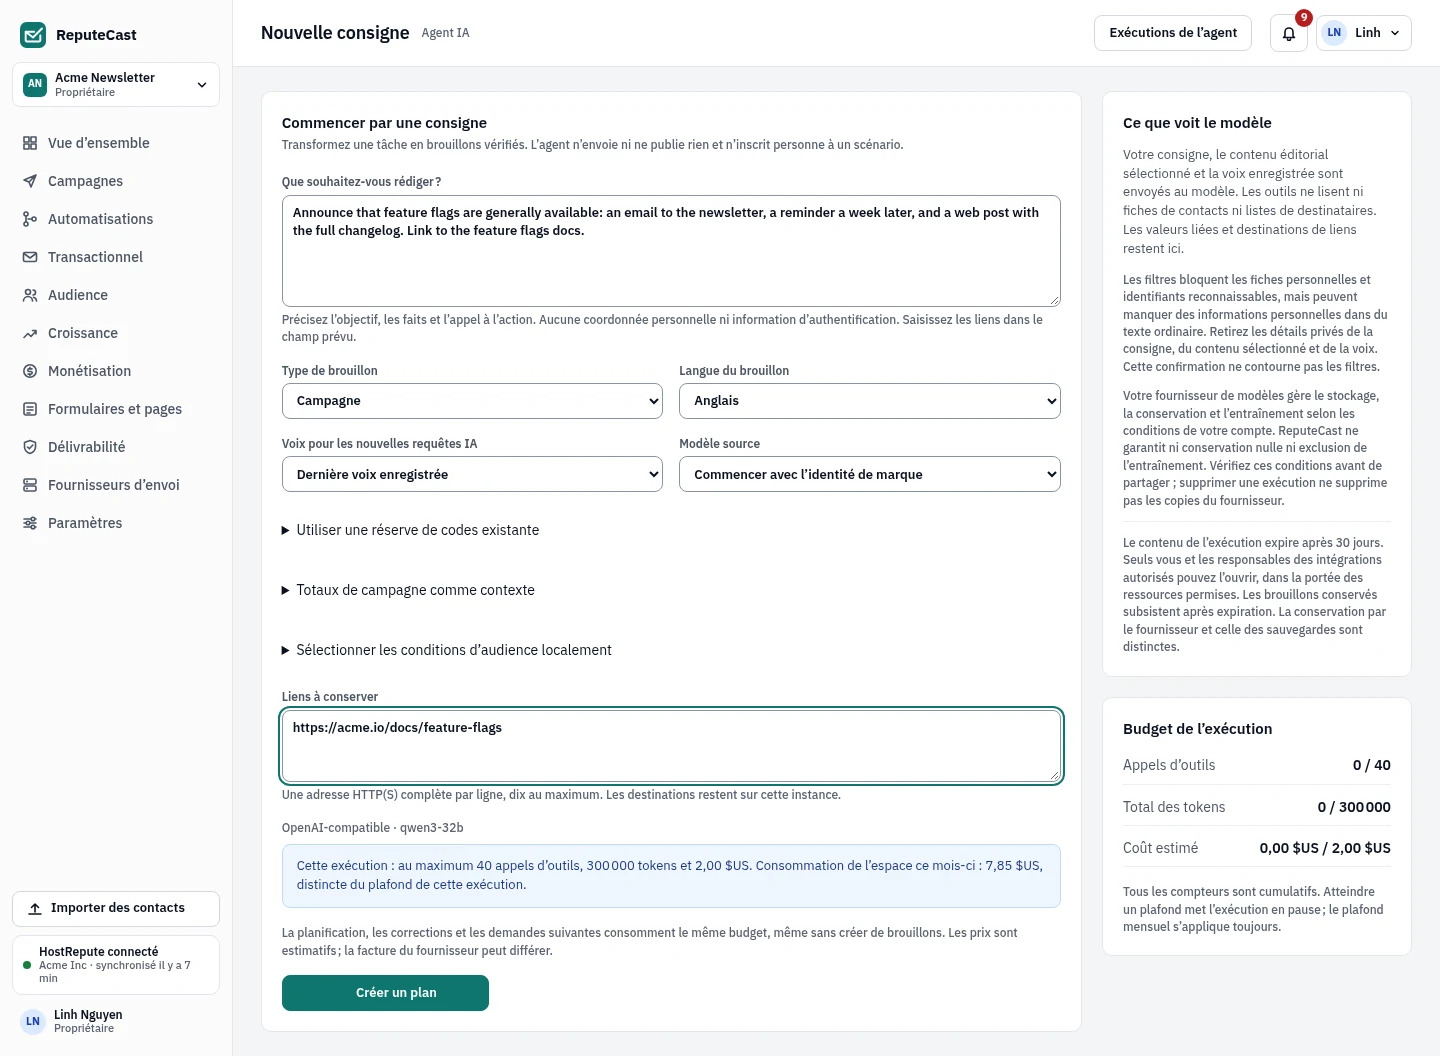 ReputeCast
AN
Acme Newsletter
Propriétaire
Vue d’ensemble
Campagnes
Automatisations
Transactionnel
Audience
Croissance
Monétisation
Formulaires et pages
Délivrabilité
Fournisseurs d’envoi
Paramètres
Importer des contacts
HostRepute connecté
Acme Inc · synchronisé il y a 7
min
LN
Linh Nguyen
Propriétaire
Nouvelle consigne
Agent IA
Exécutions de l’agent
9
LN
Linh
Commencer par une consigne
Transformez une tâche en brouillons vérifiés. L’agent n’envoie ni ne publie rien et n’inscrit personne à un scénario.
Que souhaitez-vous rédiger ?
Announce that feature flags are generally available: an email to the newsletter, a reminder a week later, and a web post with
the full changelog. Link to the feature flags docs.
Précisez l’objectif, les faits et l’appel à l’action. Aucune coordonnée personnelle ni information d’authentification. Saisissez les liens dans le
champ prévu.
Type de brouillon
Langue du brouillon
Campagne
Anglais
Voix pour les nouvelles requêtes IA
Modèle source
Dernière voix enregistrée
Commencer avec l’identité de marque
Utiliser une réserve de codes existante
Totaux de campagne comme contexte
Sélectionner les conditions d’audience localement
Liens à conserver
https://acme.io/docs/feature-flags
Une adresse HTTP(S) complète par ligne, dix au maximum. Les destinations restent sur cette instance.
OpenAI-compatible · qwen3-32b
Cette exécution : au maximum 40 appels d’outils, 300 000 tokens et 2,00 $US. Consommation de l’espace ce mois-ci : 7,85 $US,
distincte du plafond de cette exécution.
La planification, les corrections et les demandes suivantes consomment le même budget, même sans créer de brouillons. Les prix sont
estimatifs ; la facture du fournisseur peut différer.
Créer un plan
Ce que voit le modèle
Votre consigne, le contenu éditorial
sélectionné et la voix enregistrée sont
envoyés au modèle. Les outils ne lisent ni
fiches de contacts ni listes de destinataires.
Les valeurs liées et destinations de liens
restent ici.
Les filtres bloquent les fiches personnelles et
identifiants reconnaissables, mais peuvent
manquer des informations personnelles dans du
texte ordinaire. Retirez les détails privés de la
consigne, du contenu sélectionné et de la voix.
Cette confirmation ne contourne pas les filtres.
Votre fournisseur de modèles gère le stockage,
la conservation et l’entraînement selon les
conditions de votre compte. ReputeCast ne
garantit ni conservation nulle ni exclusion de
l’entraînement. Vérifiez ces conditions avant de
partager ; supprimer une exécution ne supprime
pas les copies du fournisseur.
Le contenu de l’exécution expire après 30 jours.
Seuls vous et les responsables des intégrations
autorisés pouvez l’ouvrir, dans la portée des
ressources permises. Les brouillons conservés
subsistent après expiration. La conservation par
le fournisseur et celle des sauvegardes sont
distinctes.
Budget de l’exécution
Appels d’outils
0 / 40
Total des tokens
0 / 300 000
Coût estimé
0,00 $US / 2,00 $US
Tous les compteurs sont cumulatifs. Atteindre
un plafond met l’exécution en pause ; le plafond
mensuel s’applique toujours.